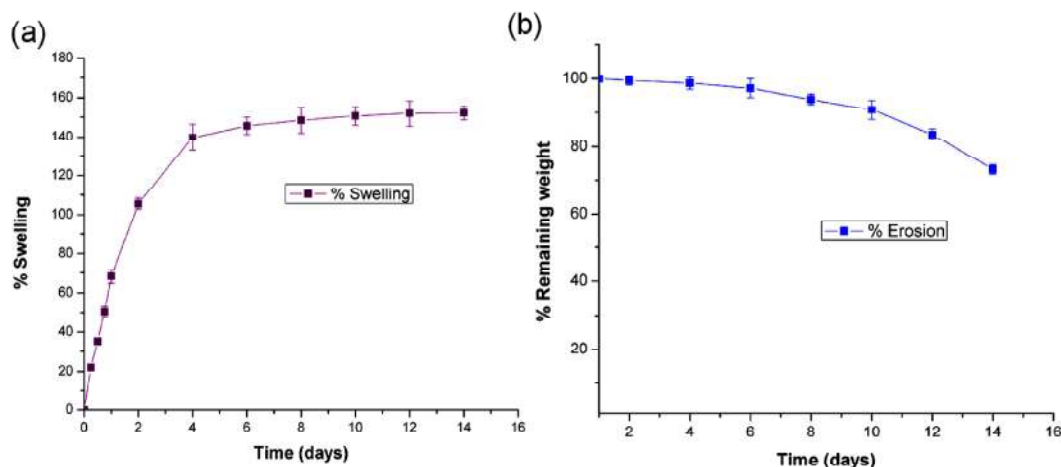 (a)
180
160
140
120
100
80
60
40
20
0
% Swelling
% Swelling
0 2 4 6 8 10 12 14 16
Time (days)
(b)
100
80
60
40
20
% Remaining weight
% Erosion
2 4 6 8 10 12 14 16
Time (days)